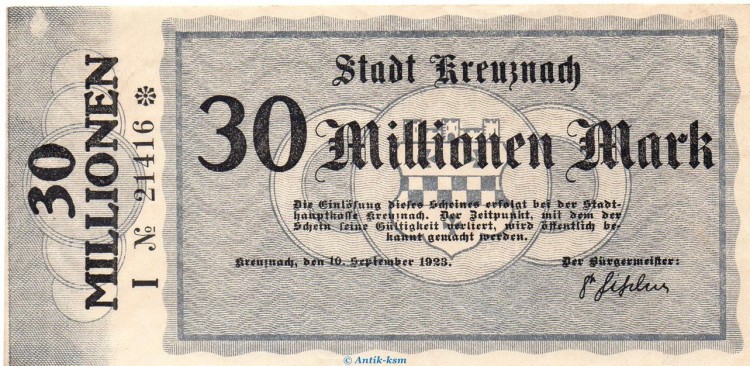 30
MILLIONEN
I № 21416 *
Stadt Kreuznach
30 Millionen Mark
Die Einlösung dieses Scheines erfolgt bei der Stadt-
hauptkasse Kreuznach. Der Zeitpunkt, mit dem der
Schein seine Gültigkeit verliert, wird öffentlich be-
kannt gemacht werden.
Kreuznach, den 10. September 1923.
Der Bürgermeister:
© Antik-ksm